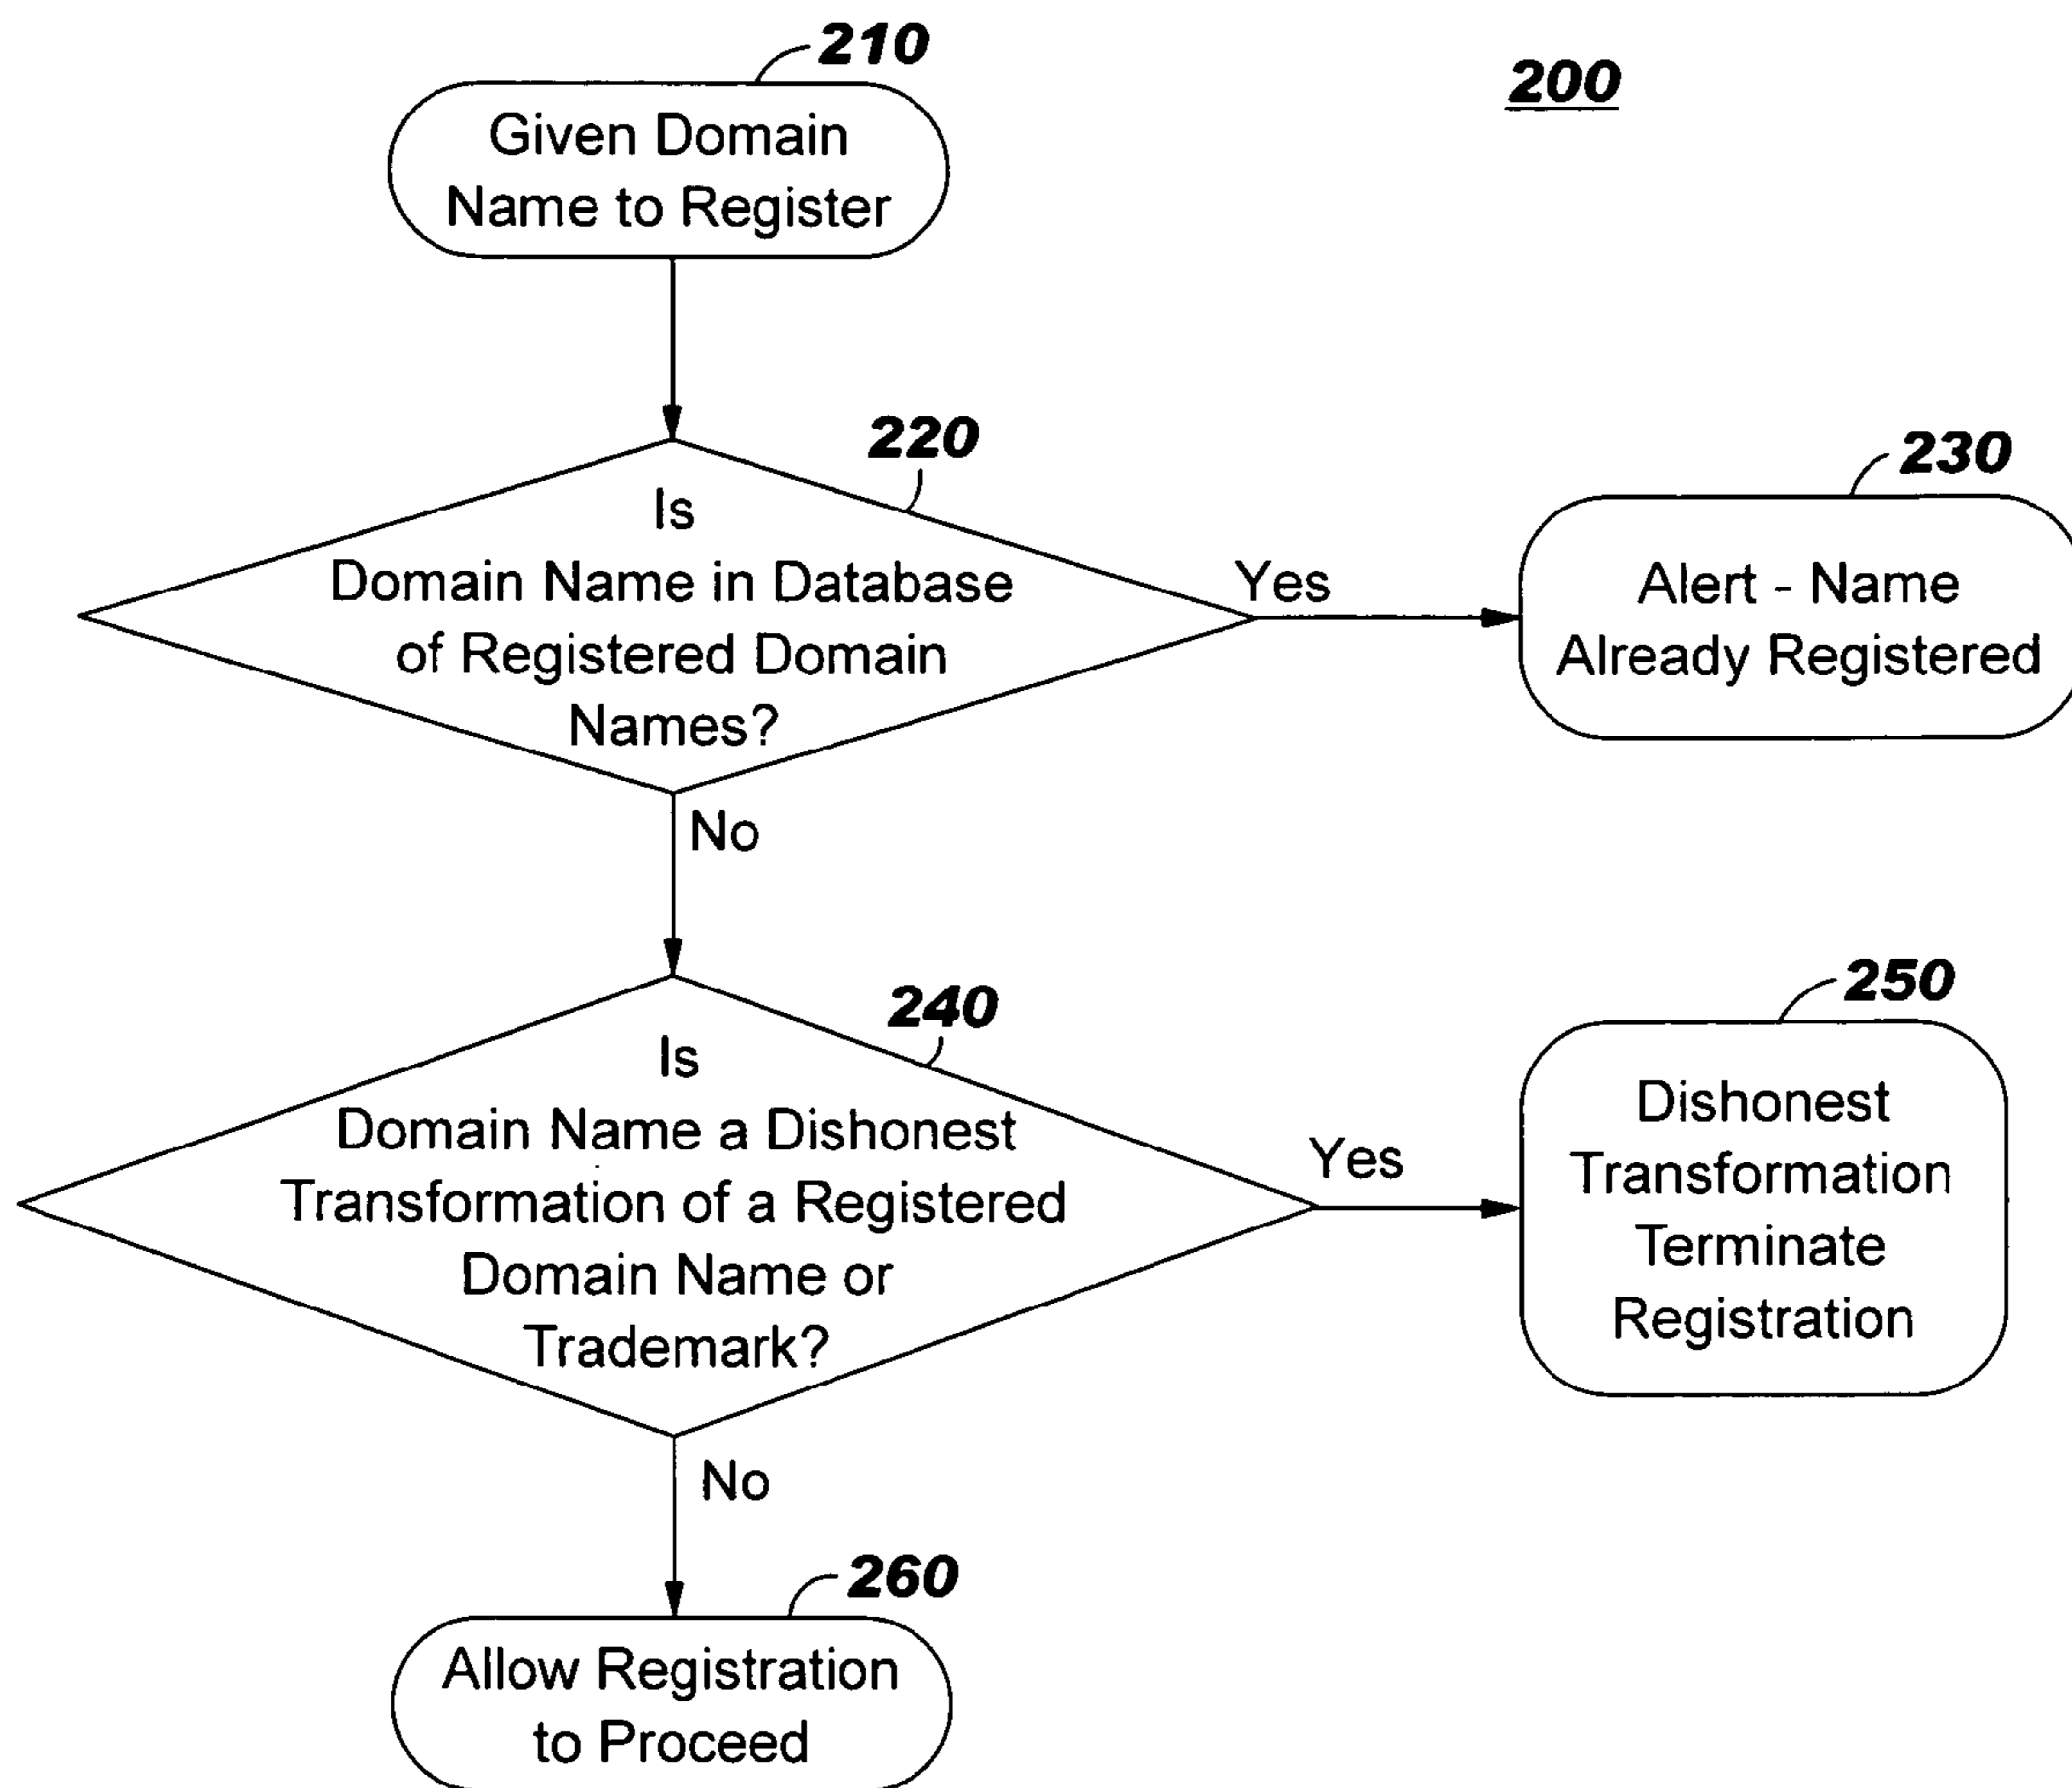 210
200
Given Domain
Name to Register
220
Is
Domain Name in Database
of Registered Domain
Names?
Yes
230
Alert - Name
Already Registered
No
240
Is
Domain Name a Dishonest
Transformation of a Registered
Domain Name or
Trademark?
Yes
250
Dishonest
Transformation
Terminate
Registration
No
260
Allow Registration
to Proceed